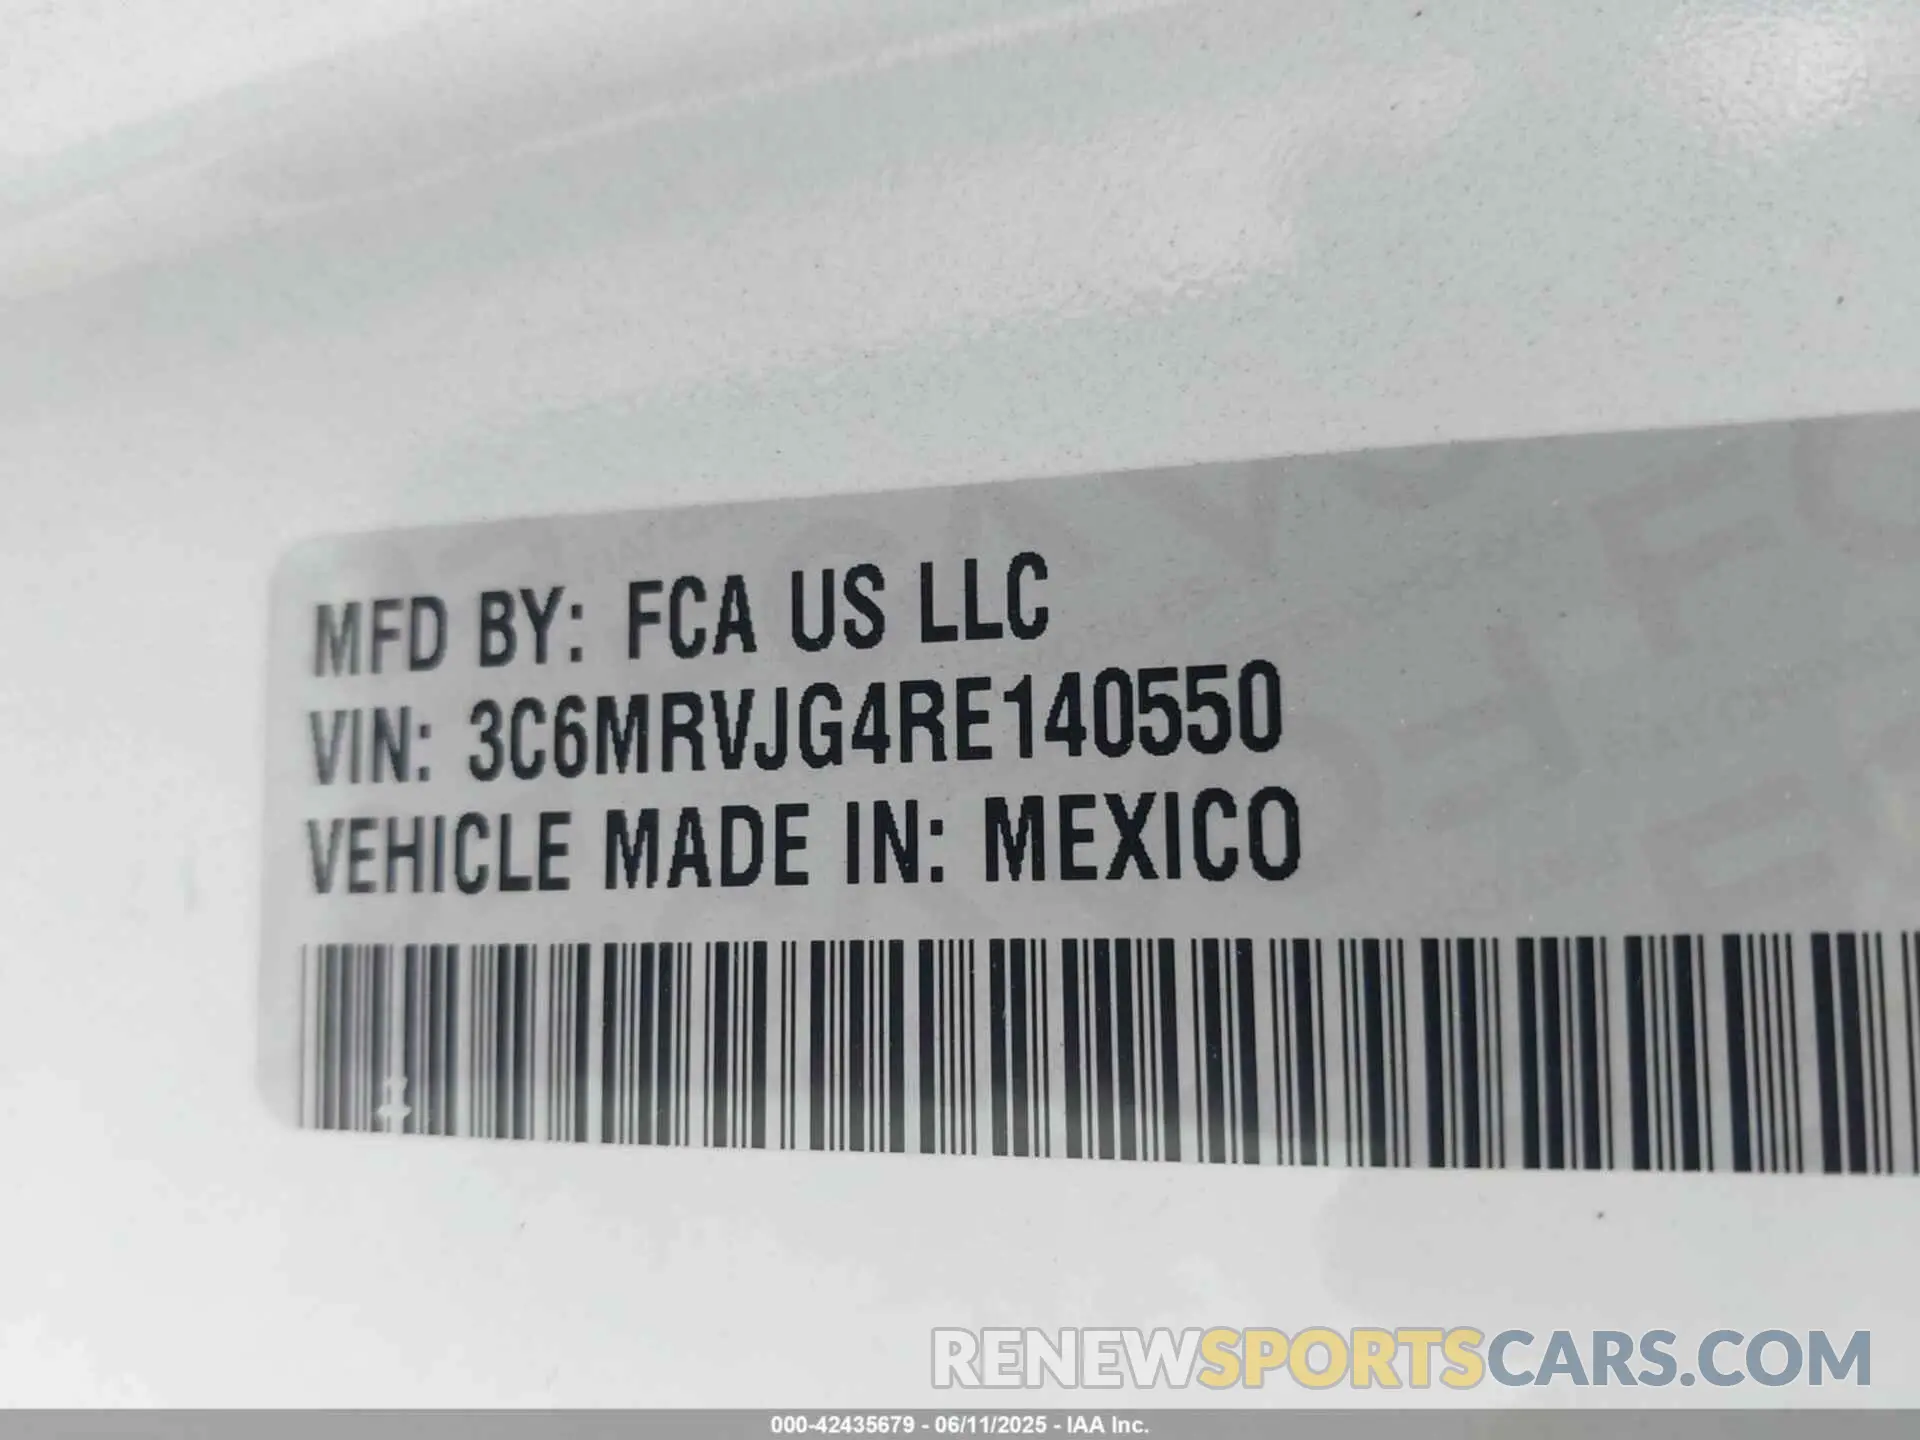 MFD BY: FCA US LLC
VIN: 3C6MRVJG4RE140550
VEHICLE MADE IN: MEXICO
RENEWSPORTSCARS.COM
000-42435679 - 06/11/2025 - IAA Inc.